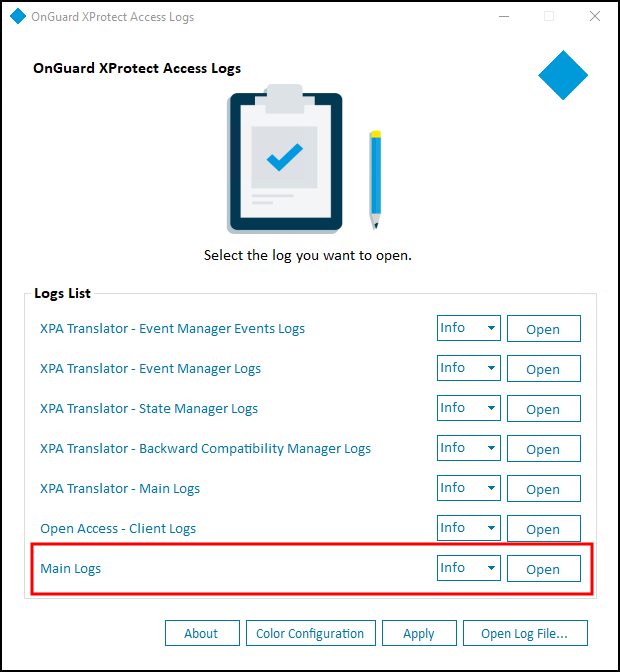 OnGuard XProtect Access Logs
OnGuard XProtect Access Logs
Select the log you want to open.
Logs List
XPA Translator - Event Manager Events Logs Info Open
XPA Translator - Event Manager Logs Info Open
XPA Translator - State Manager Logs Info Open
XPA Translator - Backward Compatibility Manager Logs Info Open
XPA Translator - Main Logs Info Open
Open Access - Client Logs Info Open
Main Logs Info Open
About Color Configuration Apply Open Log File...